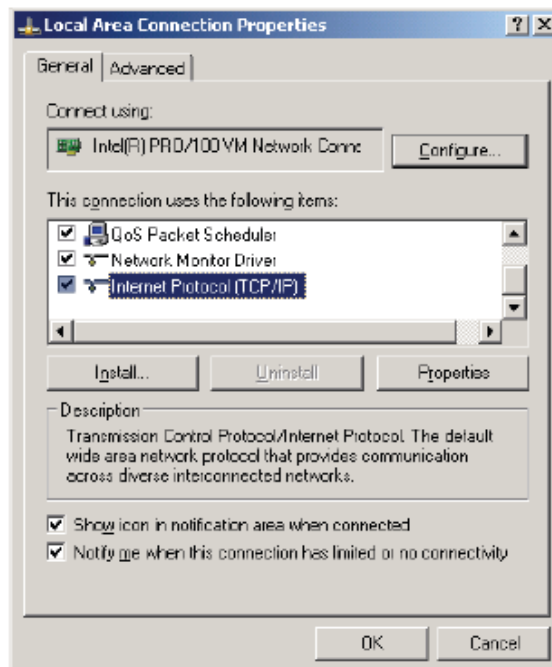 Local Area Connection Properties
General
Advanced
Connect using:
Intel(R) PRO/100 VM Network Conne
Configure...
This connection uses the following items:
QoS Packet Scheduler
Network Monitor Driver
Internet Protocol (TCP/IP)
Install...
Uninstall
Properties
Description
Transmission Control Protocol/Internet Protocol. The default
wide area network protocol that provides communication
across diverse interconnected networks.
Show icon in notification area when connected
Notify me when this connection has limited or no connectivity
OK
Cancel